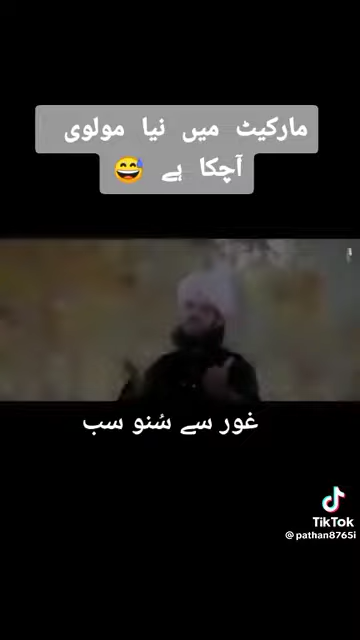 مارکیٹ میں نیا مولوی
آچکا ہے 😅
غور سے سُنو سب
TikTok
@pathan8765i